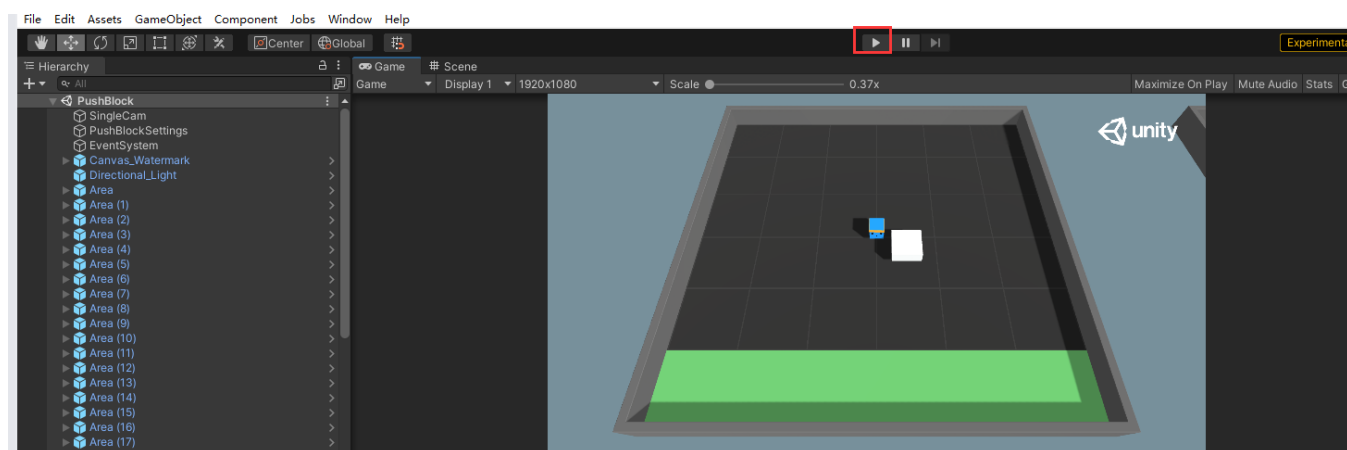 File Edit Assets GameObject Component Jobs Window Help
Center Global Experimenta
Hierarchy Game Scene
All Game Display 1 1920x1080 Scale 0.37x Maximize On Play Mute Audio Stats G
PushBlock
SingleCam
unity
PushBlockSettings
EventSystem
Canvas_Watermark
Directional_Light
Area
Area (1)
Area (2)
Area (3)
Area (4)
Area (5)
Area (6)
Area (7)
Area (8)
Area (9)
Area (10)
Area (11)
Area (12)
Area (13)
Area (14)
Area (15)
Area (16)
Area (17)